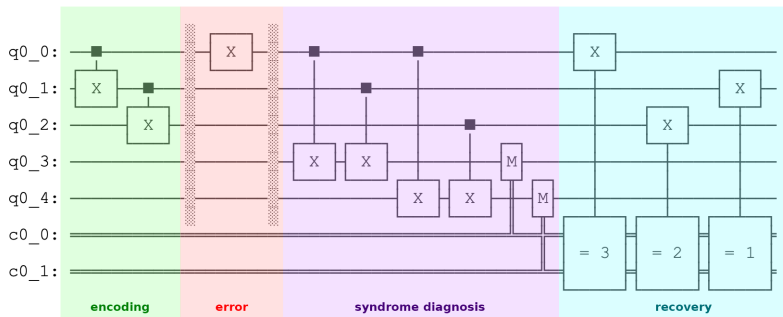 q0_0: X X
q0_1: X X X
q0_2: X X
q0_3: X X M
q0_4: X X M
c0_0:
= 3 = 2 = 1
c0_1:
encoding error syndrome diagnosis recovery